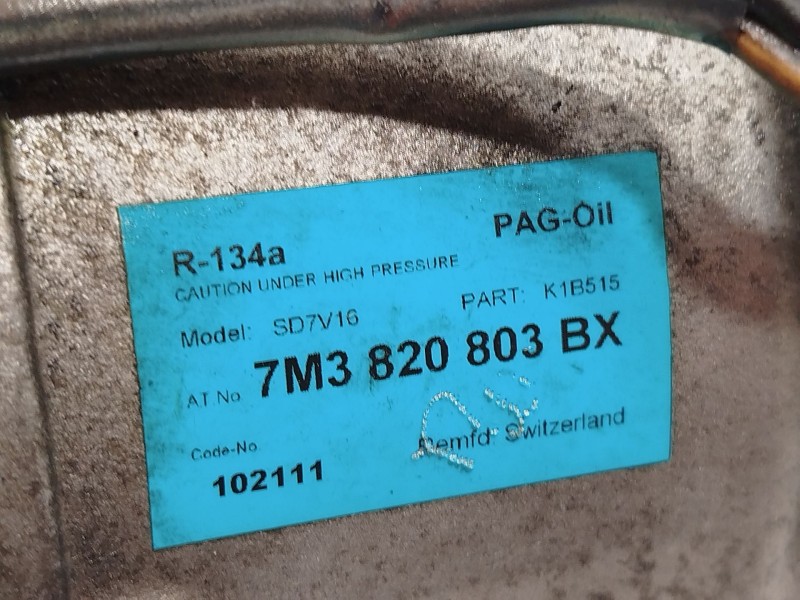 R-134a PAG-Oil
CAUTION UNDER HIGH PRESSURE
Model: SD7V16 PART: K1B515
AT.No 7M3 820 803 BX
Code-No. Remfd. Switzerland
102111